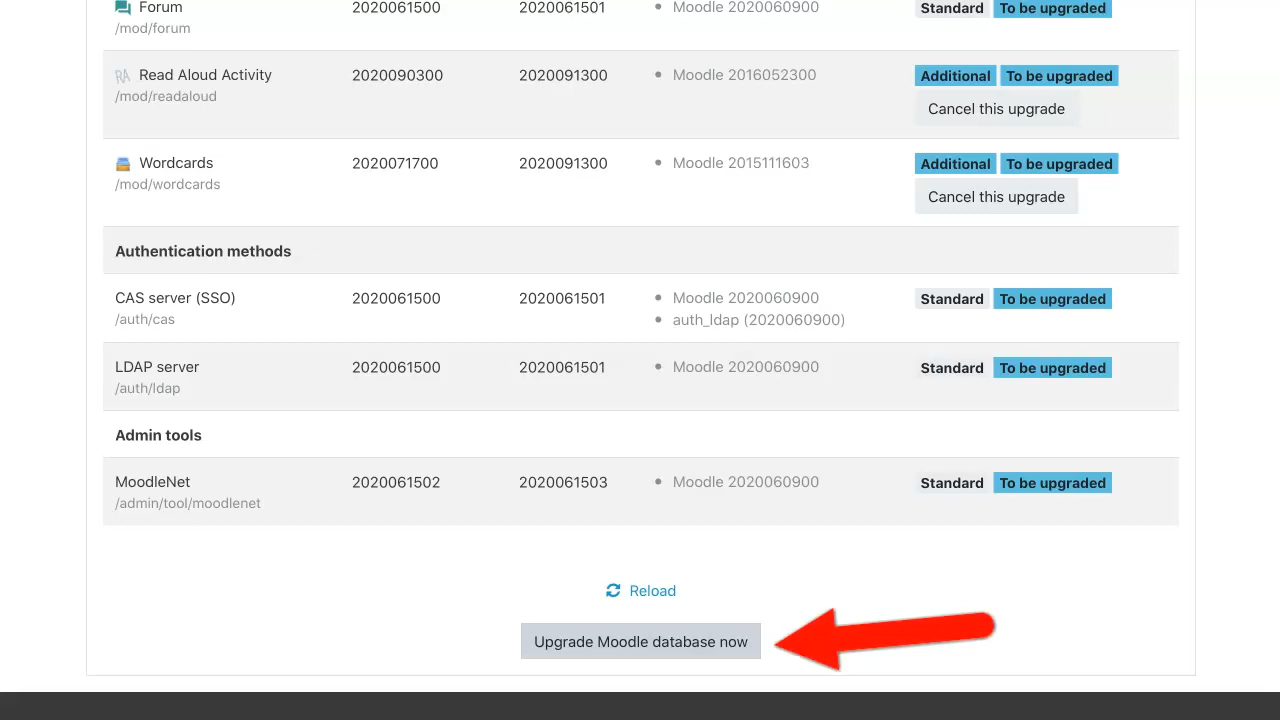 Forum 2020061500 2020061501 • Moodle 2020060900 Standard To be upgraded
/mod/forum
RA Read Aloud Activity 2020090300 2020091300 • Moodle 2016052300 Additional To be upgraded
/mod/readaloud
Cancel this upgrade
Wordcards 2020071700 2020091300 • Moodle 2015111603 Additional To be upgraded
/mod/wordcards
Cancel this upgrade
Authentication methods
CAS server (SSO) 2020061500 2020061501 • Moodle 2020060900 Standard To be upgraded
/auth/cas • auth_ldap (2020060900)
LDAP server 2020061500 2020061501 • Moodle 2020060900 Standard To be upgraded
/auth/ldap
Admin tools
MoodleNet 2020061502 2020061503 • Moodle 2020060900 Standard To be upgraded
/admin/tool/moodlenet
Reload
Upgrade Moodle database now